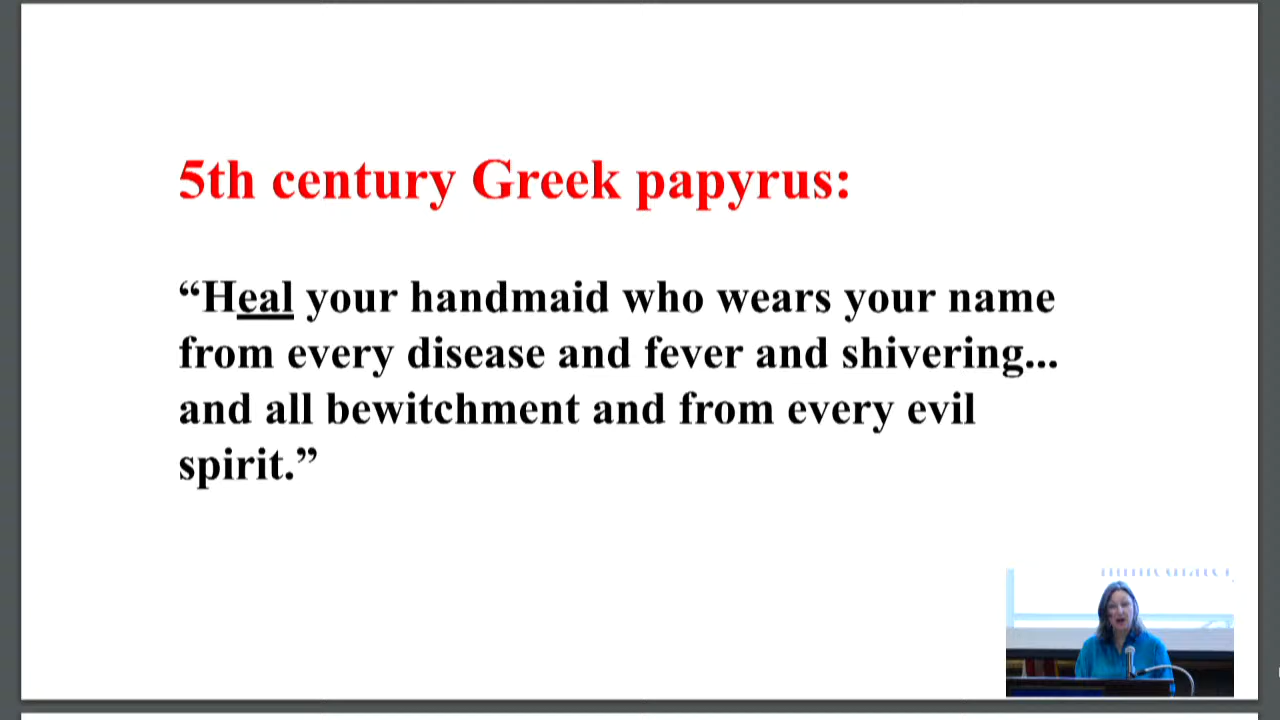 5th century Greek papyrus:
“Heal your handmaid who wears your name
from every disease and fever and shivering...
and all bewitchment and from every evil
spirit.”